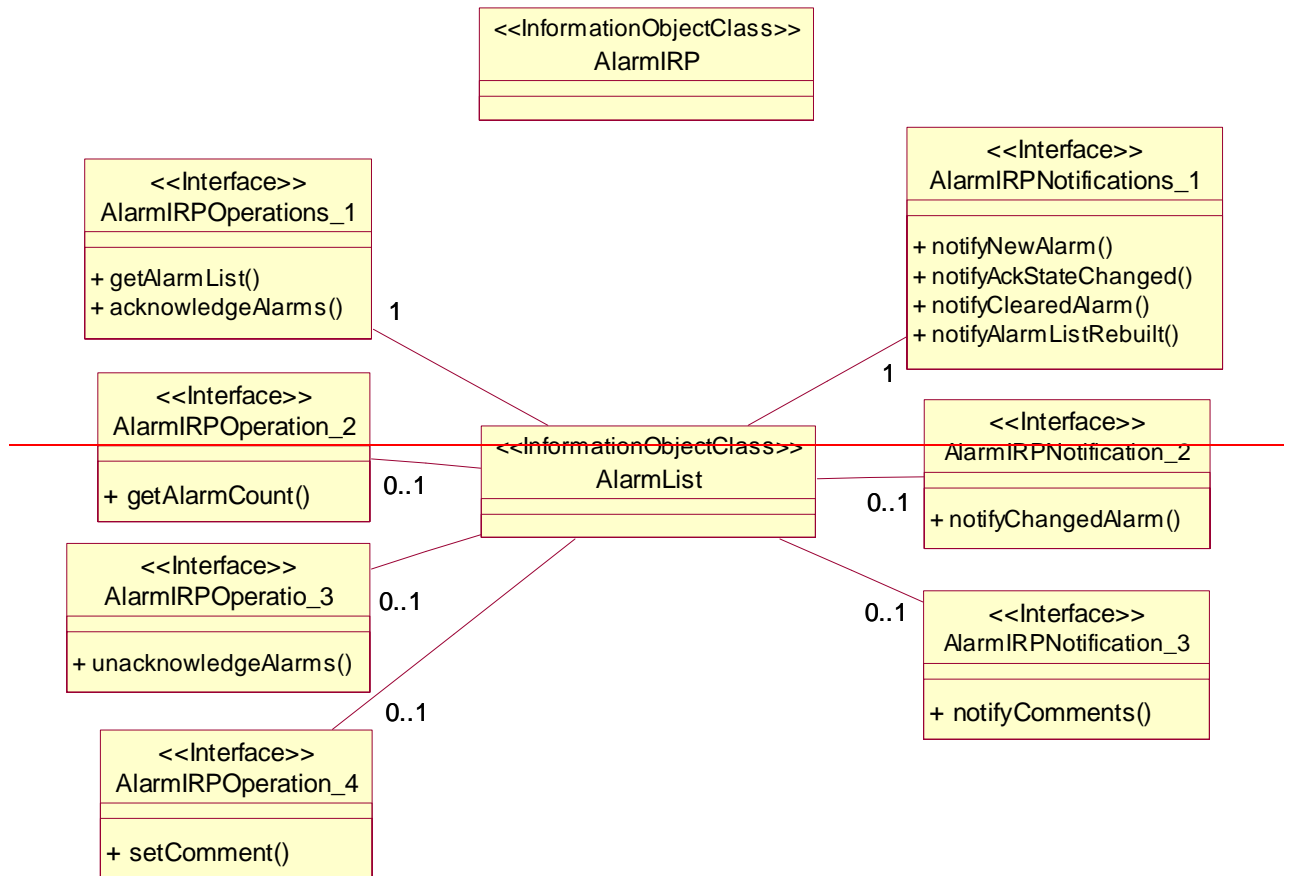 <<InformationObjectClass>>
AlarmIRP
<<Interface>>
AlarmIRPOperations_1
+ getAlarmList()
+ acknowledgeAlarms()
1
<<Interface>>
AlarmIRPNotifications_1
+ notifyNewAlarm()
+ notifyAckStateChanged()
+ notifyClearedAlarm()
+ notifyAlarmListRebuilt()
1
<<Interface>>
AlarmIRPOperation_2
+ getAlarmCount()
0..1
<<InformationObjectClass>>
AlarmList
<<Interface>>
AlarmIRPNotification_2
+ notifyChangedAlarm()
0..1
<<Interface>>
AlarmIRPOperatio_3
+ unacknowledgeAlarms()
0..1
<<Interface>>
AlarmIRPNotification_3
+ notifyComments()
0..1
<<Interface>>
AlarmIRPOperation_4
+ setComment()
0..1